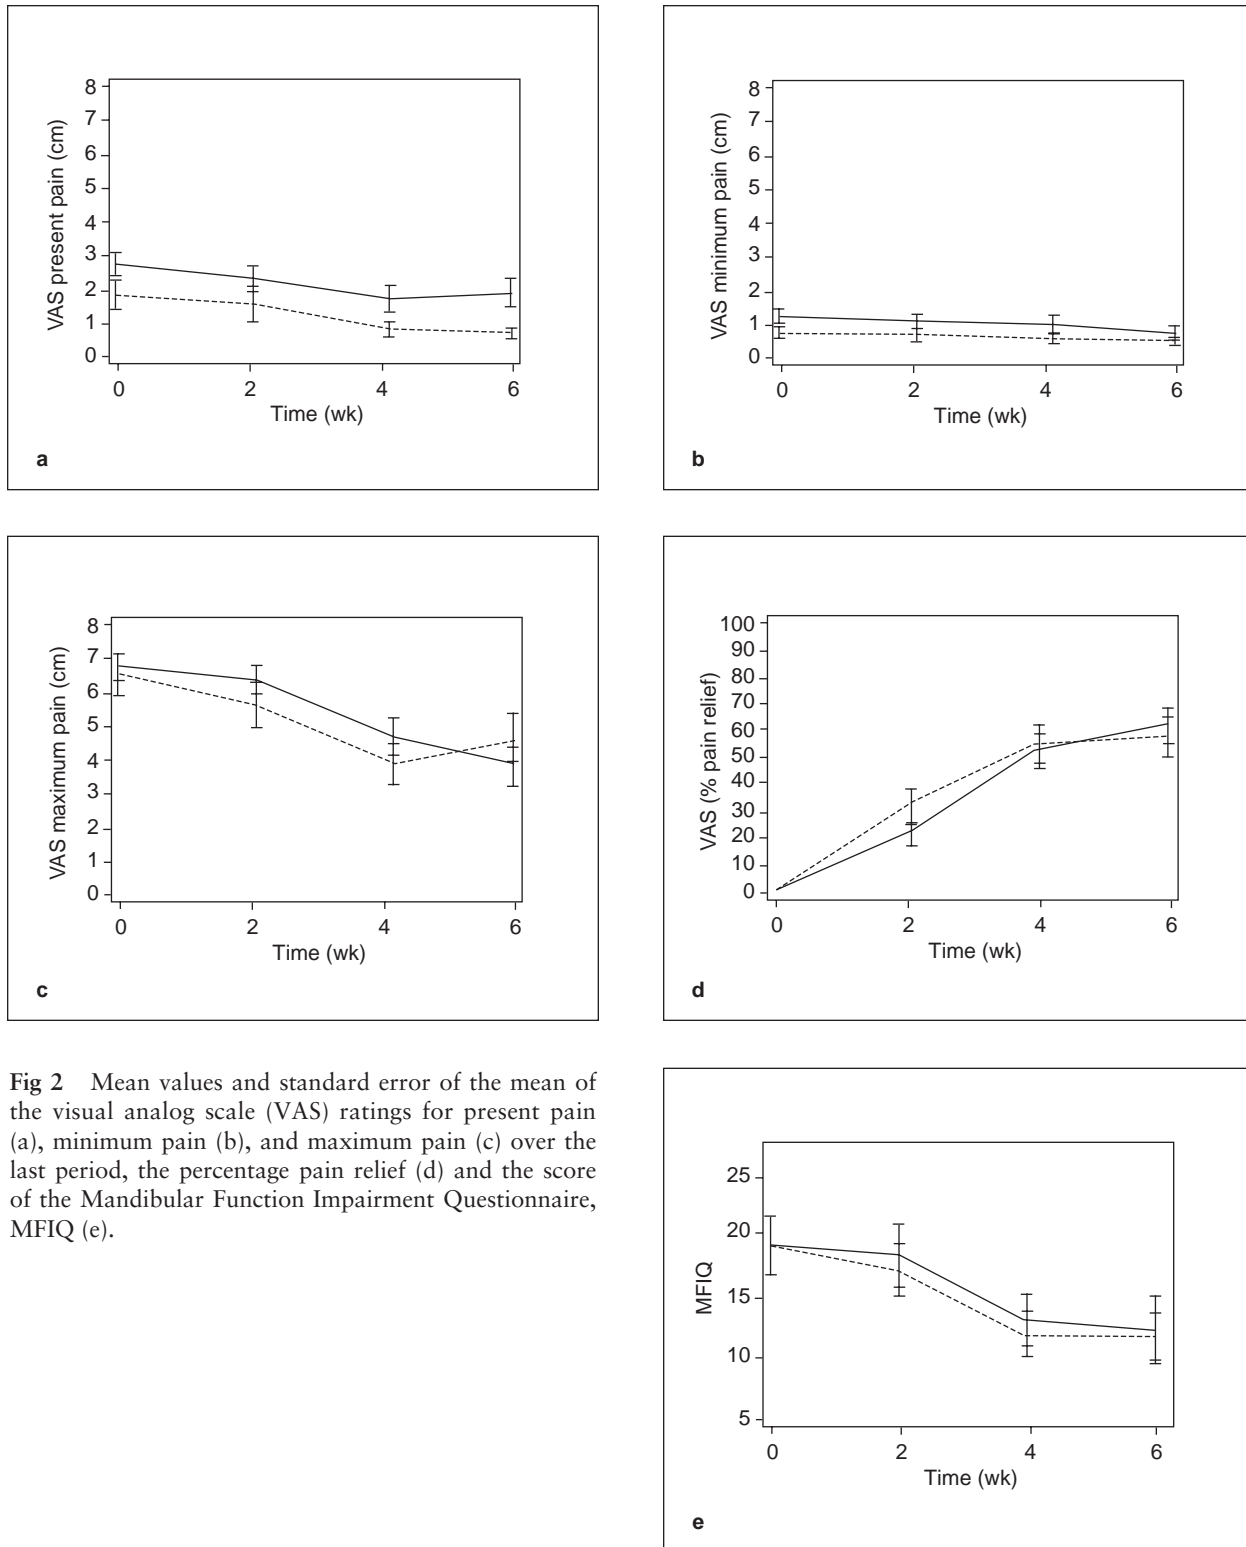 VAS present pain (cm)
8
7
6
5
4
3
2
1
0
0 2 4 6
Time (wk)
a
VAS minimum pain (cm)
8
7
6
5
4
3
2
1
0
0 2 4 6
Time (wk)
b
VAS maximum pain (cm)
8
7
6
5
4
3
2
1
0
0 2 4 6
Time (wk)
c
VAS (% pain relief)
100
90
80
70
60
50
40
30
20
10
0
0 2 4 6
Time (wk)
d
Fig 2 Mean values and standard error of the mean of
the visual analog scale (VAS) ratings for present pain
(a), minimum pain (b), and maximum pain (c) over the
last period, the percentage pain relief (d) and the score
of the Mandibular Function Impairment Questionnaire,
MFIQ (e).
MFIQ
25
20
15
10
5
0 2 4 6
Time (wk)
e